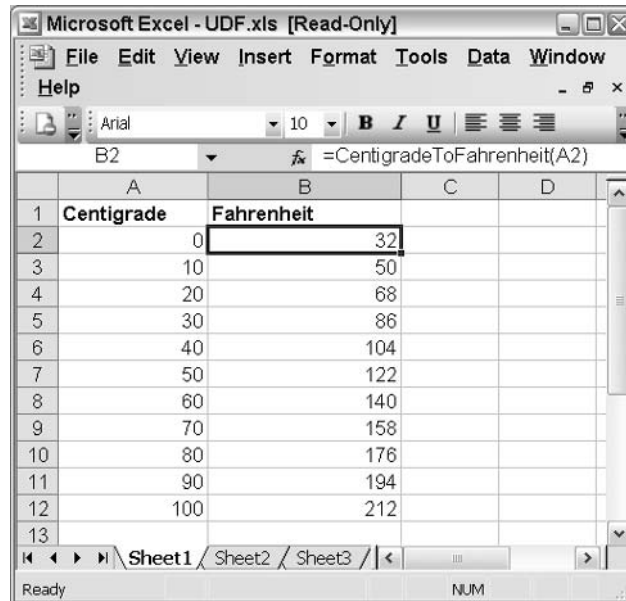 Microsoft Excel - UDF.xls [Read-Only]
File Edit View Insert Format Tools Data Window
Help
Arial 10 B I U
B2 fx =CentigradeToFahrenheit(A2)
A B C D
1 Centigrade Fahrenheit
2 0 32
3 10 50
4 20 68
5 30 86
6 40 104
7 50 122
8 60 140
9 70 158
10 80 176
11 90 194
12 100 212
13
Sheet1 / Sheet2 / Sheet3 /
Ready NUM